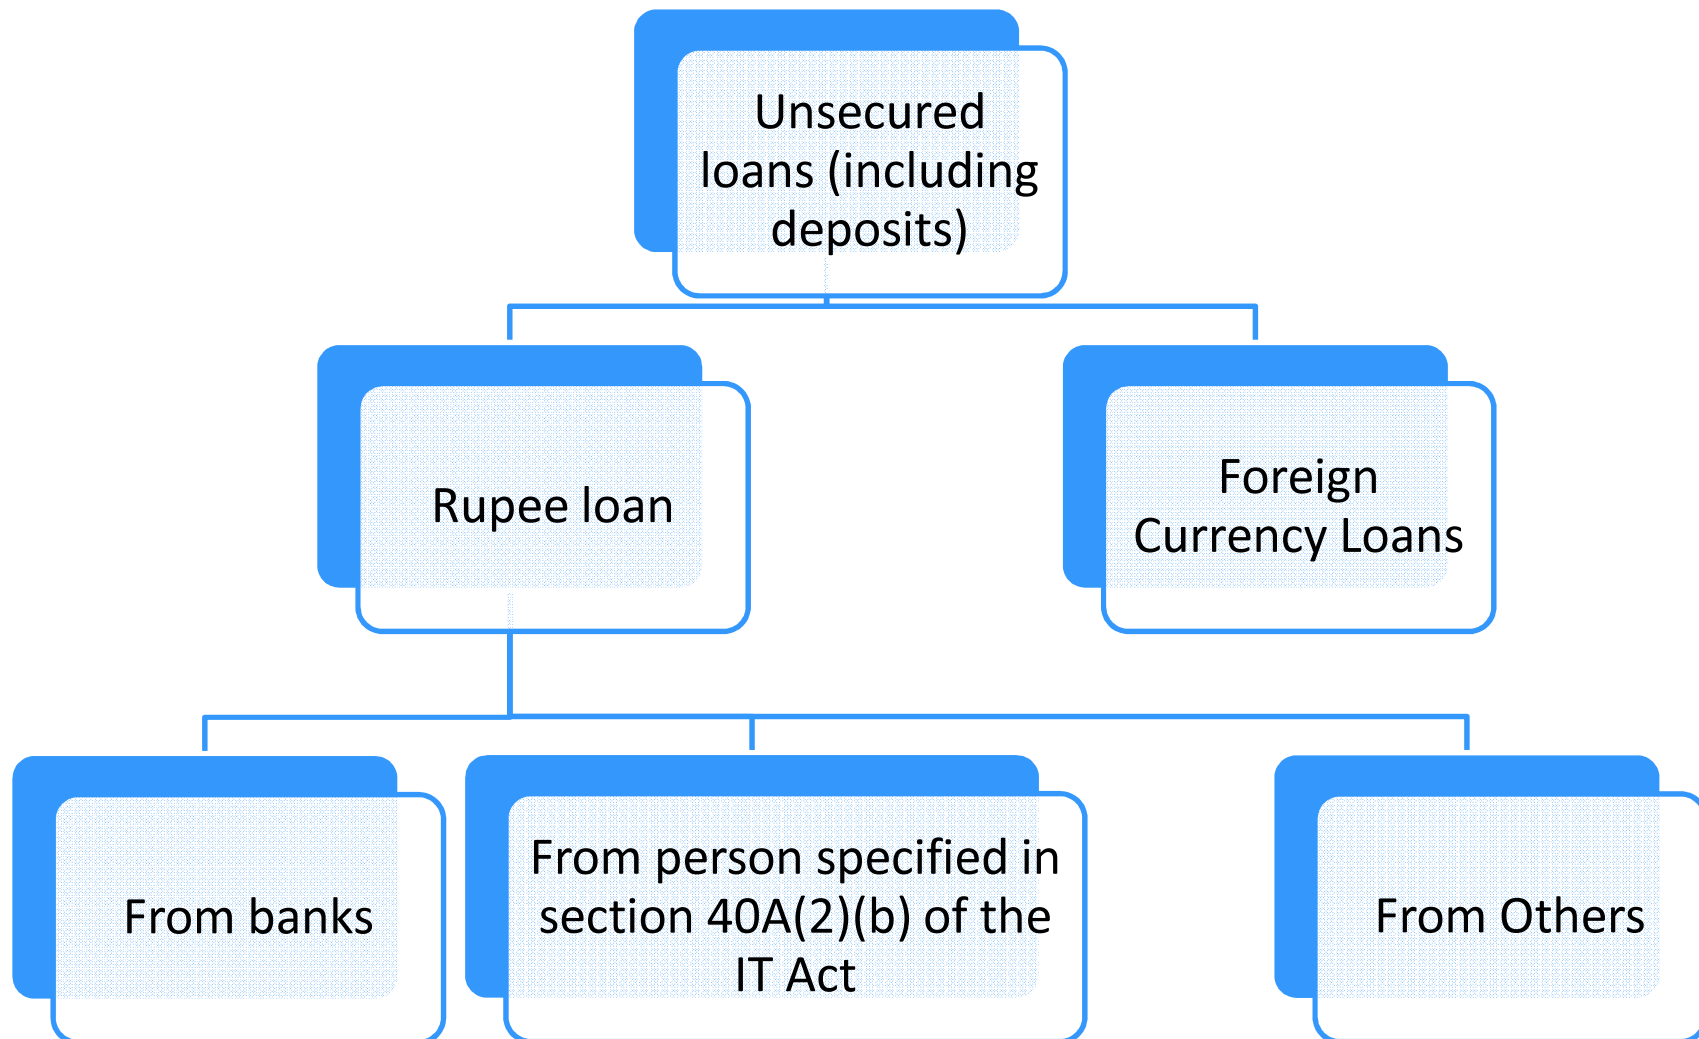 Unsecured
loans (including
deposits)
Rupee loan
Foreign
Currency Loans
From banks
From person specified in
section 40A(2)(b) of the
IT Act
From Others